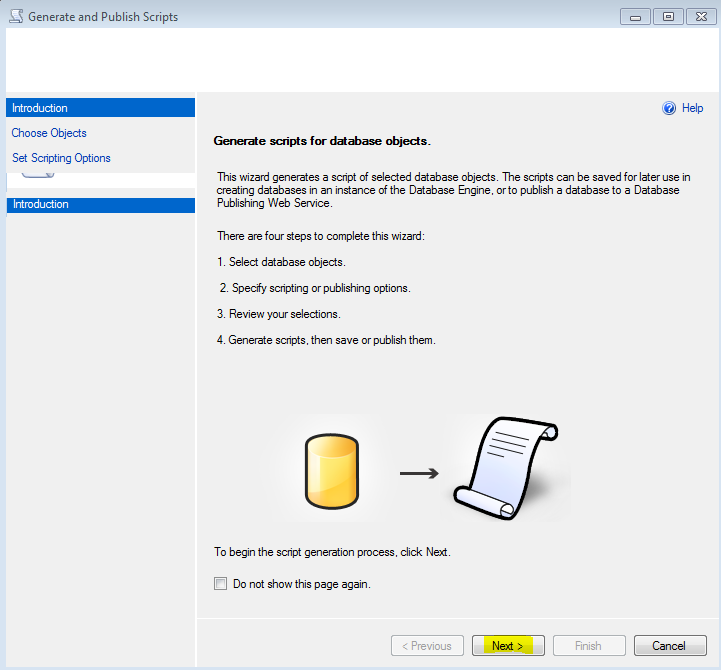 Generate and Publish Scripts
Introduction
Choose Objects
Set Scripting Options
Introduction
Help
Generate scripts for database objects.
This wizard generates a script of selected database objects. The scripts can be saved for later use in
creating databases in an instance of the Database Engine, or to publish a database to a Database
Publishing Web Service.
There are four steps to complete this wizard:
1. Select database objects.
2. Specify scripting or publishing options.
3. Review your selections.
4. Generate scripts, then save or publish them.
To begin the script generation process, click Next.
Do not show this page again.
< Previous
Next >
Finish
Cancel